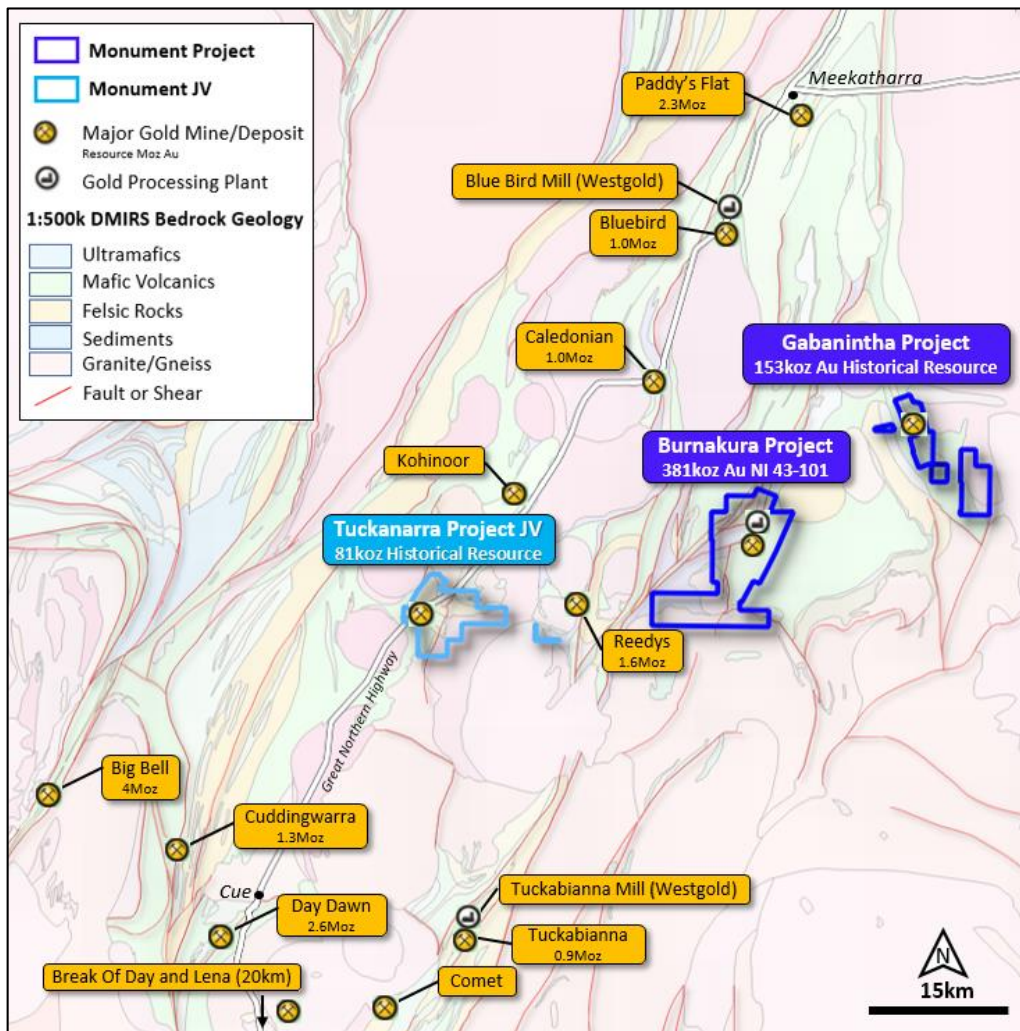 Monument Project
Monument JV
Major Gold Mine/Deposit
Resource Moz Au
Gold Processing Plant
1:500k DMIRS Bedrock Geology
Ultramafics
Mafic Volcanics
Felsic Rocks
Sediments
Granite/Gneiss
Fault or Shear
Meekatharra
Paddy's Flat
2.3Moz
Blue Bird Mill (Westgold)
Bluebird
1.0Moz
Caledonian
1.0Moz
Gabanintha Project
153koz Au Historical Resource
Burnakura Project
381koz Au NI 43-101
Kohinoor
Tuckanarra Project JV
81koz Historical Resource
Reedys
1.6Moz
Great Northern Highway
Big Bell
4Moz
Cuddingwarra
1.3Moz
Cue
Day Dawn
2.6Moz
Tuckabianna Mill (Westgold)
Tuckabianna
0.9Moz
Break Of Day and Lena (20km)
Comet
15km